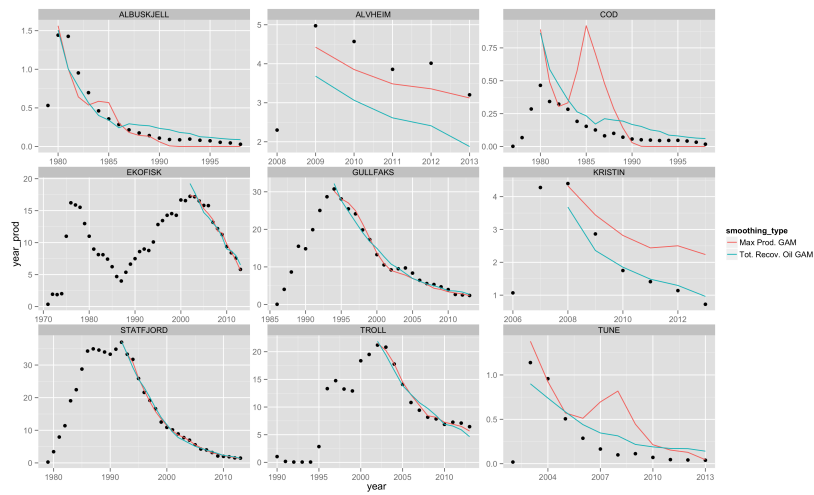 ALBUSKJELL ALVHEIM COD
1.5
1.0
0.5
0.0
1980 1985 1990 1995
5
4
3
2
2008 2009 2010 2011 2012 2013
0.75
0.50
0.25
0.00
1980 1985 1990 1995
EKOFISK GULLFAKS KRISTIN
20
15
10
5
0
1970 1980 1990 2000 2010
30
20
10
0
1985 1990 1995 2000 2005 2010
4
3
2
1
2006 2008 2010 2012
STATFJORD TROLL TUNE
30
20
10
0
1980 1990 2000 2010
20
15
10
5
0
1990 1995 2000 2005 2010
1.0
0.5
0.0
2004 2007 2010 2013
year_prod
year
smoothing_type
Max Prod. GAM
Tot. Recov. Oil GAM